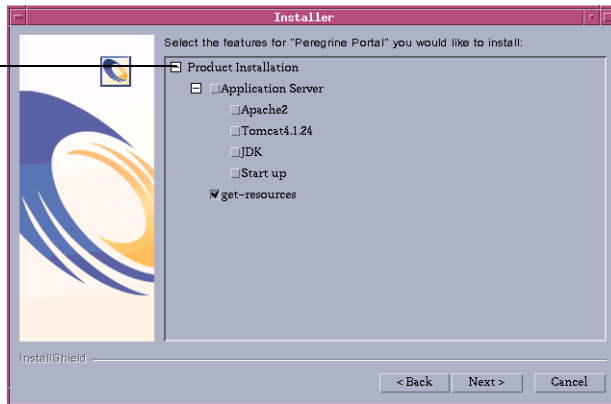 Installer
Select the features for "Peregrine Portal" you would like to install:
Product Installation
Application Server
Apache2
Tomcat4.1.24
JDK
Start up
get-resources
InstallShield
< Back Next > Cancel